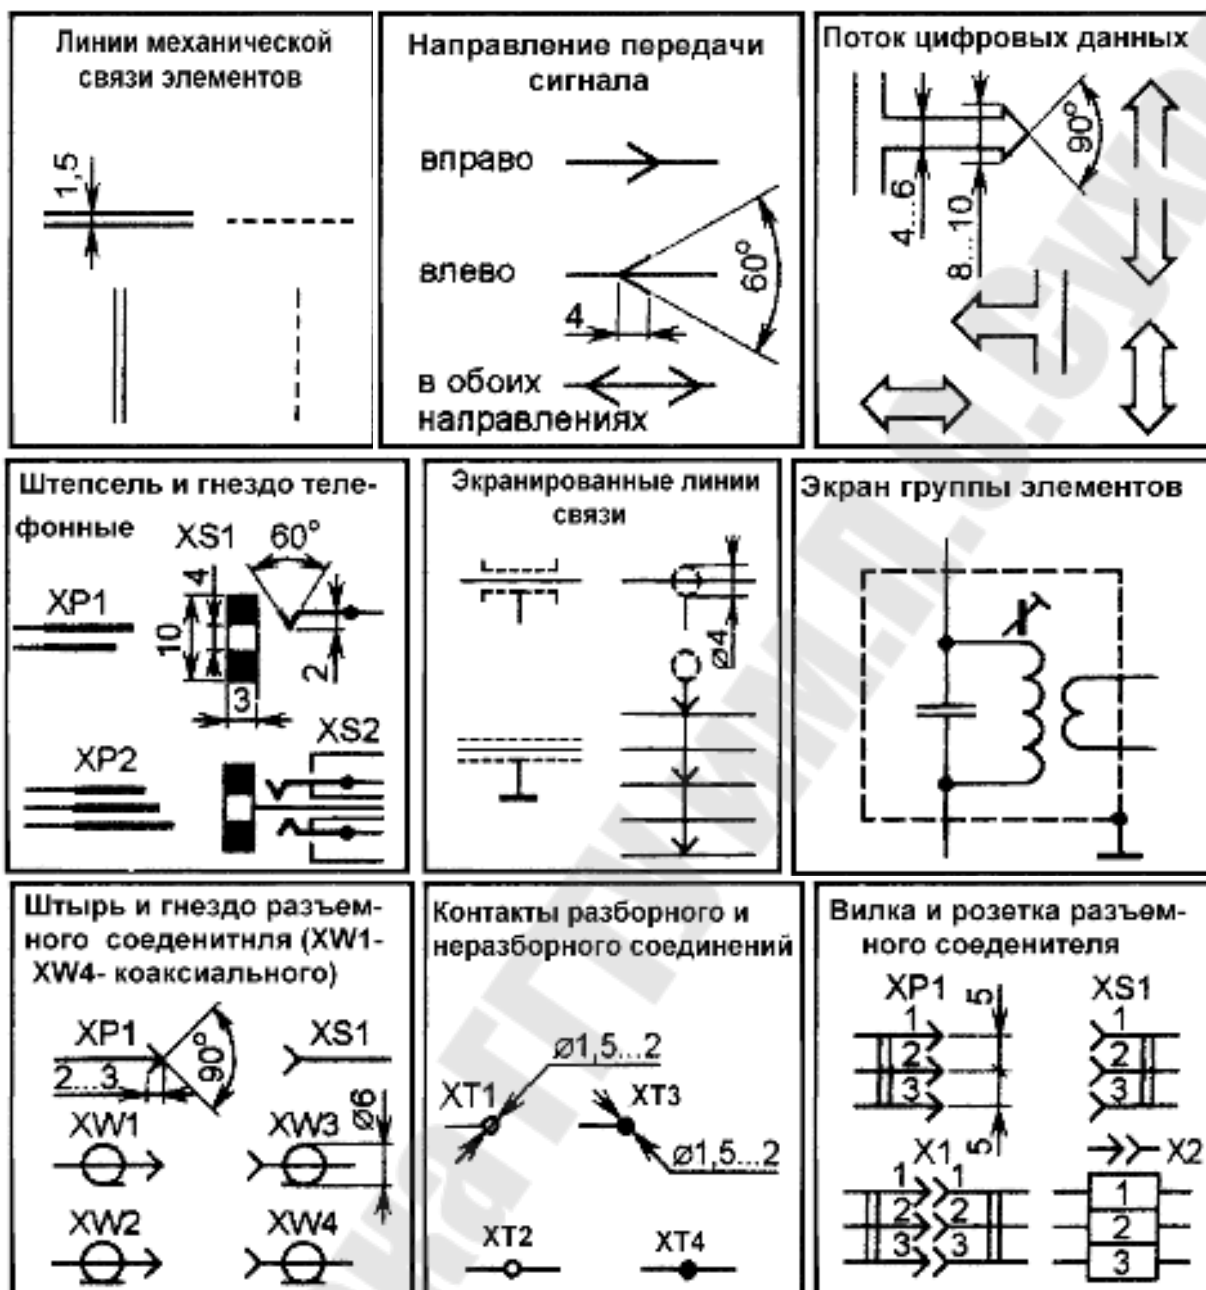 Линии механической
связи элементов
1,5
Направление передачи
сигнала
вправо
влево
60°
4
в обоих
направлениях
Поток цифровых данных
90°
4...6
8...10
Штепсель и гнездо теле-
фонные
XS1
60°
XP1
4
10
2
3
XP2
XS2
Экранированные линии
связи
ø4
Экран группы элементов
Штырь и гнездо разъем-
ного соеденитнля (XW1-
XW4- коаксиального)
XP1
90°
XS1
2...3
ø6
XW1
XW3
XW2
XW4
Контакты разборного и
неразборного соединений
ø1,5...2
XT1
XT3
ø1,5...2
XT2
XT4
Вилка и розетка разъем-
ного соеденителя
XP1
5
XS1
1
1
2
2
3
3
5
X1
X2
1
1
1
2
2
2
3
3
3